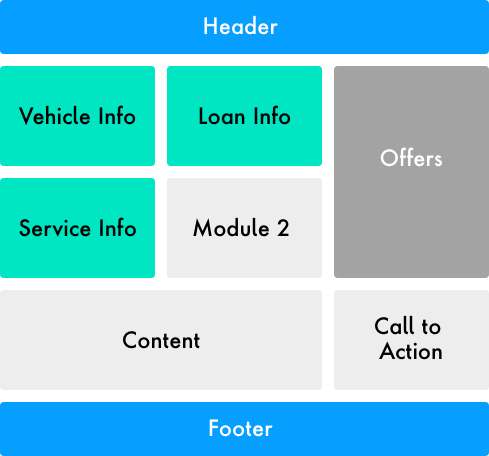 Header
Vehicle Info
Loan Info
Offers
Service Info
Module 2
Content
Call to
Action
Footer